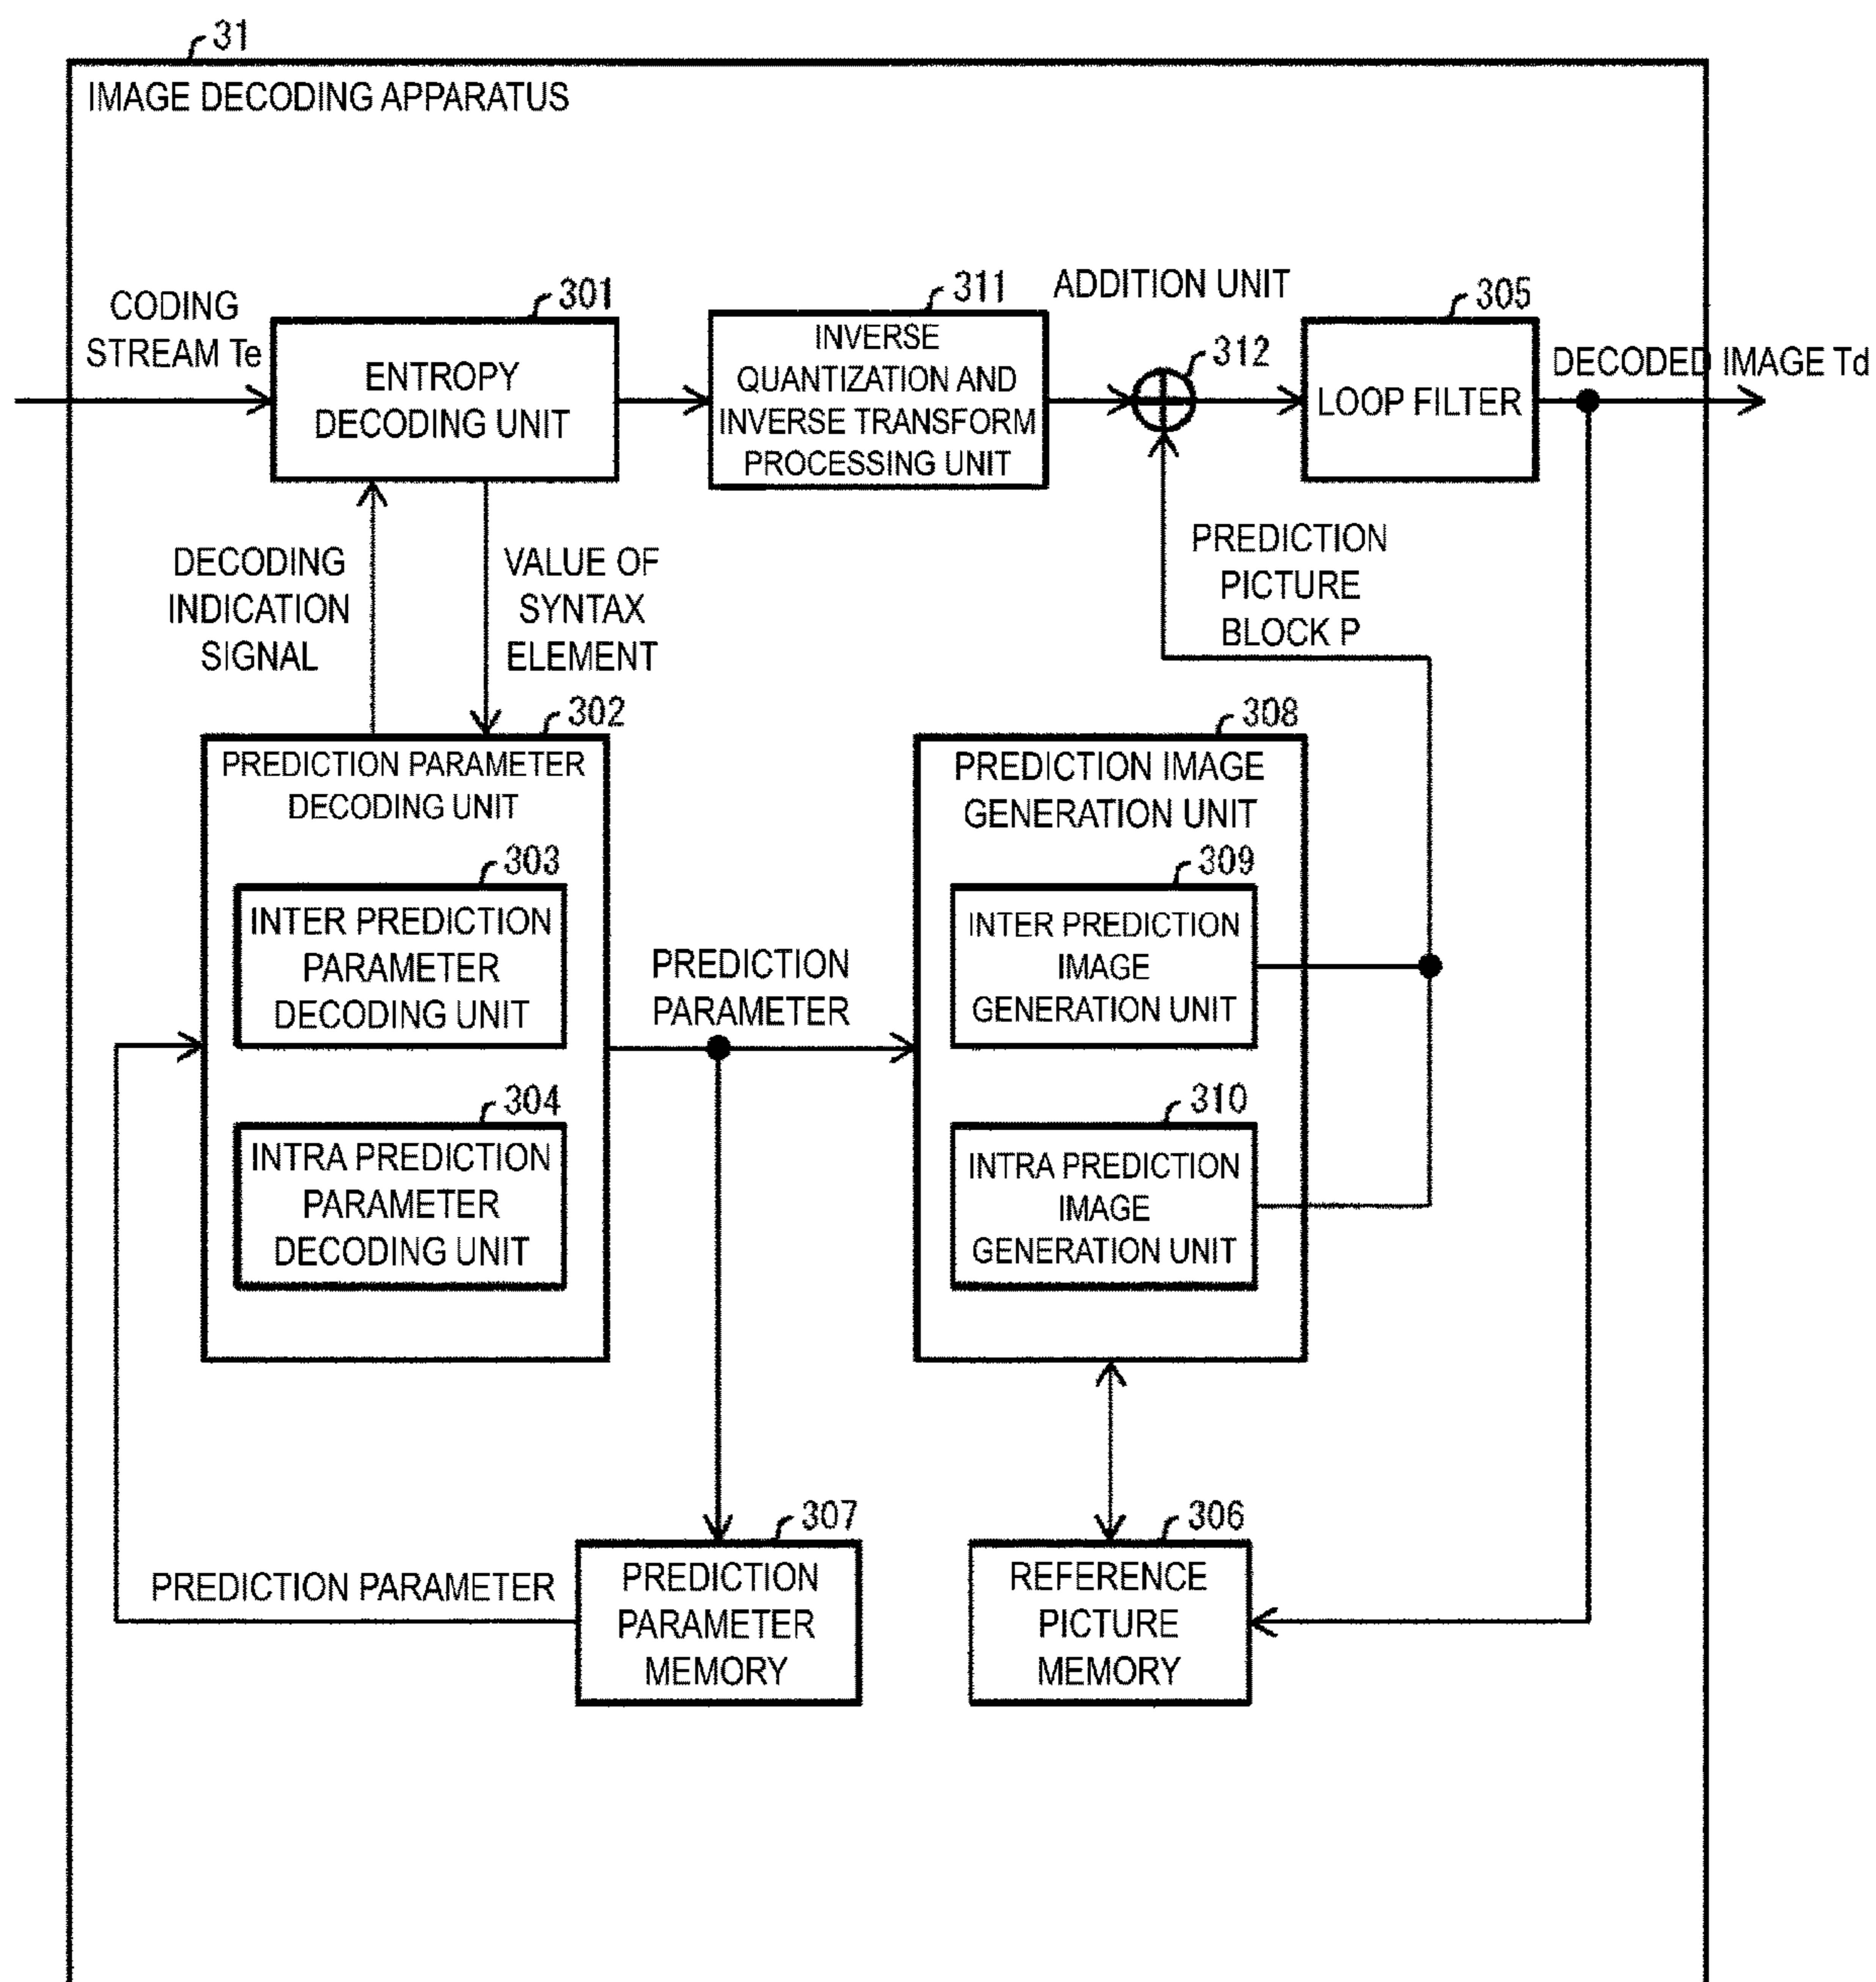 31
IMAGE DECODING APPARATUS
CODING
STREAM Te
301
ENTROPY
DECODING UNIT
311
INVERSE
QUANTIZATION AND
INVERSE TRANSFORM
PROCESSING UNIT
ADDITION UNIT
312
305
LOOP FILTER
DECODED IMAGE Td
DECODING
INDICATION
SIGNAL
VALUE OF
SYNTAX
ELEMENT
PREDICTION
PICTURE
BLOCK P
302
PREDICTION PARAMETER
DECODING UNIT
303
INTER PREDICTION
PARAMETER
DECODING UNIT
304
INTRA PREDICTION
PARAMETER
DECODING UNIT
PREDICTION
PARAMETER
308
PREDICTION IMAGE
GENERATION UNIT
309
INTER PREDICTION
IMAGE
GENERATION UNIT
310
INTRA PREDICTION
IMAGE
GENERATION UNIT
PREDICTION PARAMETER
307
PREDICTION
PARAMETER
MEMORY
306
REFERENCE
PICTURE
MEMORY